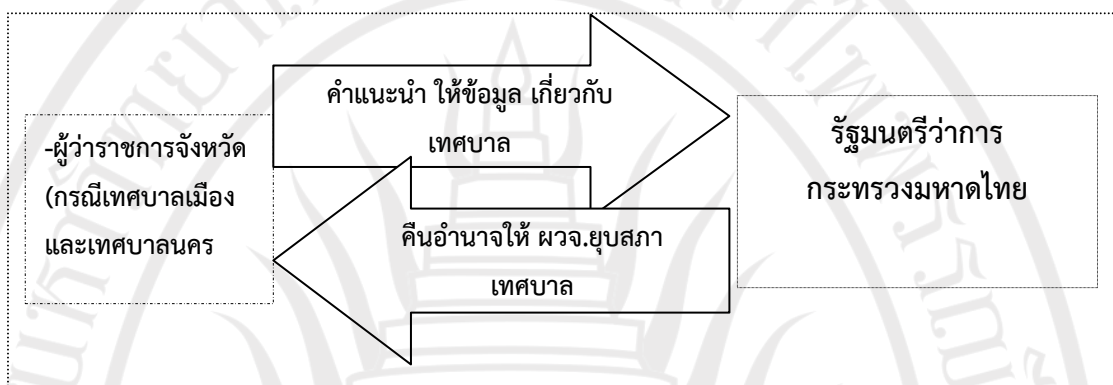 คำแนะนำ ให้ข้อมูล เกี่ยวกับ
เทศบาล
-ผู้ว่าราชการจังหวัด
(กรณีเทศบาลเมือง
และเทศบาลนคร
รัฐมนตรีว่าการ
กระทรวงมหาดไทย
คืนอำนาจให้ ผวจ.ยุบสภา
เทศบาล